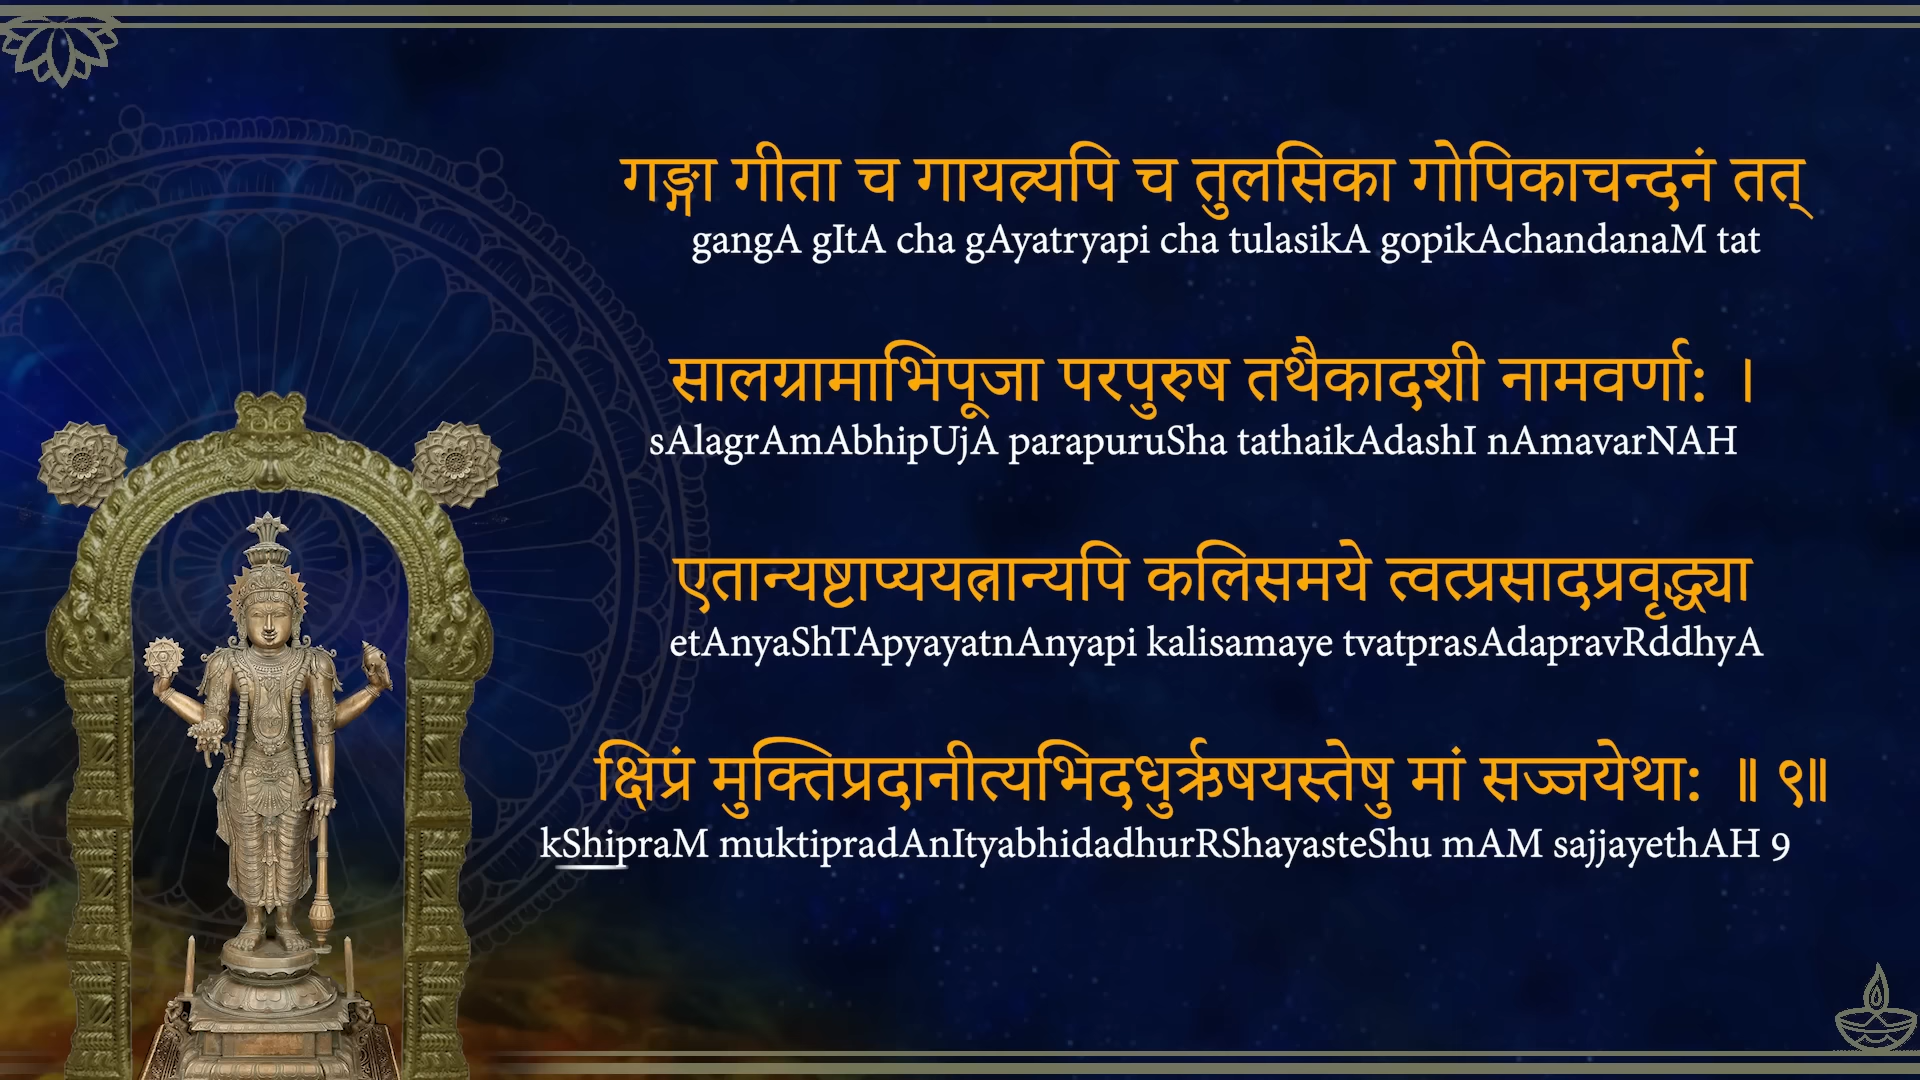 गङ्गा गीता च गायत्र्यपि च तुलसिका गोपिकाचन्दनं तत्
gangA gItA cha gAyatryapi cha tulasikA gopikAchandanaM tat
सालग्रामाभिपूजा परपुरुष तथैकादशी नामवर्णाः ।
sAlagrAmAbhipUjA parapuruSha tathaikAdashI nAmavarNAH
एतान्यष्टाप्ययत्नान्यपि कलिसमये त्वत्प्रसादप्रवृद्ध्या
etAnyaShTApyayatnAnyapi kalisamaye tvatprasAdapravRddhyA
क्षिप्रं मुक्तिप्रदानीत्यभिदधुरृषयस्तेषु मां सज्जयेथाः ॥ ९॥
kShipraM muktipradAnItyabhidadhurRShayasteShu mAM sajjayethAH 9